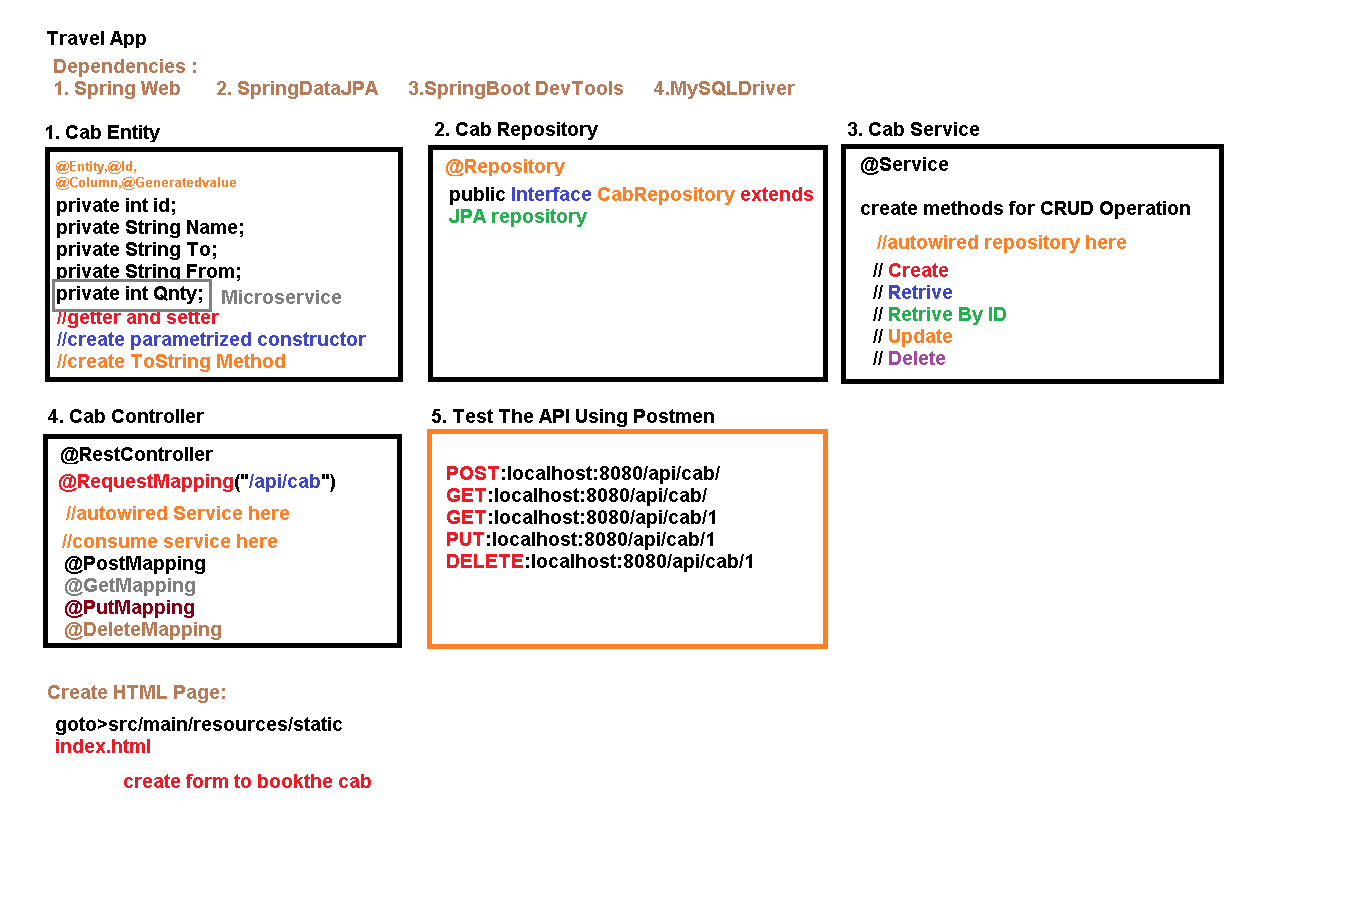 Travel App
Dependencies :
1. Spring Web 2. SpringDataJPA 3.SpringBoot DevTools 4.MySQLDriver
1. Cab Entity
@Entity,@Id,
@Column,@Generatedvalue
private int id;
private String Name;
private String To;
private String From;
private int Qnty; Microservice
//getter and setter
//create parametrized constructor
//create ToString Method
2. Cab Repository
@Repository
public Interface CabRepository extends
JPA repository
3. Cab Service
@Service
create methods for CRUD Operation
//autowired repository here
// Create
// Retrive
// Retrive By ID
// Update
// Delete
4. Cab Controller
@RestController
@RequestMapping("/api/cab")
//autowired Service here
//consume service here
@PostMapping
@GetMapping
@PutMapping
@DeleteMapping
5. Test The API Using Postmen
POST:localhost:8080/api/cab/
GET:localhost:8080/api/cab/
GET:localhost:8080/api/cab/1
PUT:localhost:8080/api/cab/1
DELETE:localhost:8080/api/cab/1
Create HTML Page:
goto>src/main/resources/static
index.html
create form to bookthe cab